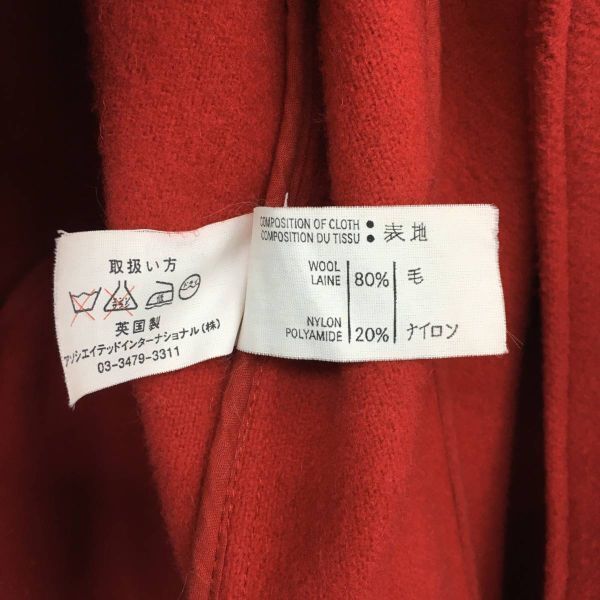 取扱い方
英国製
アソシエイテッドインターナショナル(株)
03-3479-3311
COMPOSITION OF CLOTH : 表地
COMPOSITION DU TISSU
WOOL
LAINE
80%
毛
NYLON
POLYAMIDE
20%
ナイロン